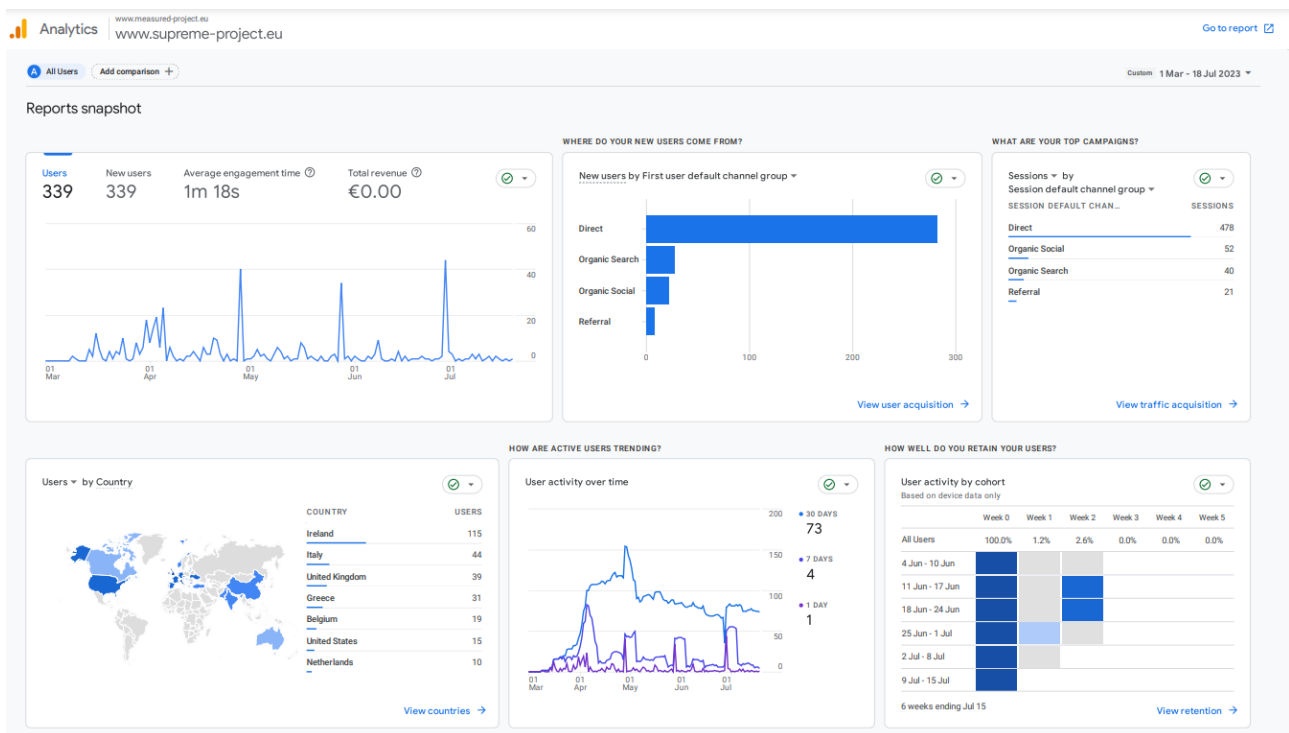 www.measured-project.eu
Analytics
www.supreme-project.eu
Go to report
A All Users
Add comparison +
Custom 1 Mar - 18 Jul 2023
Reports snapshot
Users
339
New users
339
Average engagement time
1m 18s
Total revenue
€0.00
60
40
20
0
01 Mar
01 Apr
01 May
01 Jun
01 Jul
WHERE DO YOUR NEW USERS COME FROM?
New users by First user default channel group
Direct
Organic Search
Organic Social
Referral
0 100 200 300
View user acquisition
WHAT ARE YOUR TOP CAMPAIGNS?
Sessions by
Session default channel group
SESSION DEFAULT CHAN... SESSIONS
Direct 478
Organic Social 52
Organic Search 40
Referral 21
View traffic acquisition
Users by Country
COUNTRY USERS
Ireland 115
Italy 44
United Kingdom 39
Greece 31
Belgium 19
United States 15
Netherlands 10
View countries
HOW ARE ACTIVE USERS TRENDING?
User activity over time
200
150
100
50
0
01 Mar
01 Apr
01 May
01 Jun
01 Jul
30 DAYS
73
7 DAYS
4
1 DAY
1
HOW WELL DO YOU RETAIN YOUR USERS?
User activity by cohort
Based on device data only
Week 0 Week 1 Week 2 Week 3 Week 4 Week 5
All Users 100.0% 1.2% 2.6% 0.0% 0.0% 0.0%
4 Jun - 10 Jun
11 Jun - 17 Jun
18 Jun - 24 Jun
25 Jun - 1 Jul
2 Jul - 8 Jul
9 Jul - 15 Jul
6 weeks ending Jul 15
View retention